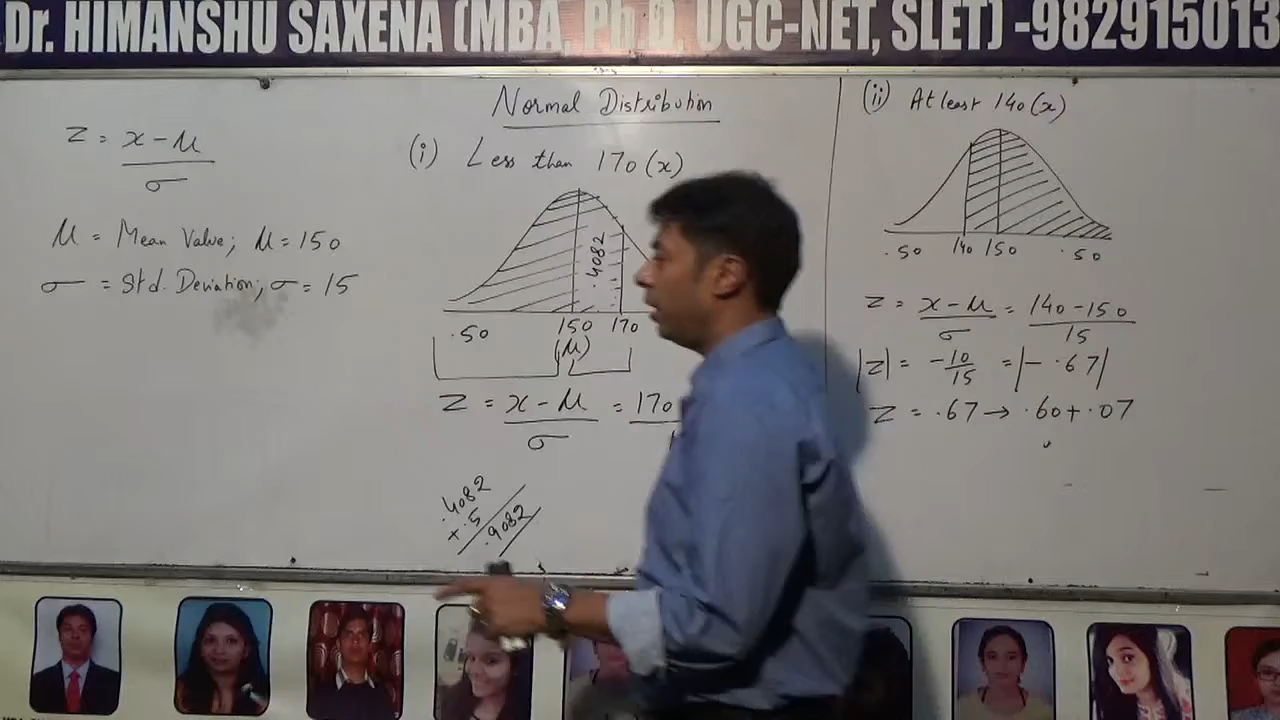 Dr. HIMANSHU SAXENA (MBA, Ph.D, UGC-NET, SLET) -982915013
Z = x - μ
σ
μ = Mean Value; μ = 150
σ = Std. Deviation; σ = 15
Normal Distribution
(i) Less than 170 (x)
.4082
.50 150 170
(μ)
Z = x - μ = 170
σ
.4082
+ .5
.9082
(ii) At least 140 (x)
.50 140 150 .50
Z = x - μ = 140 - 150
σ 15
|Z| = -10 = |- .67|
15
Z = .67 → .60 + .07